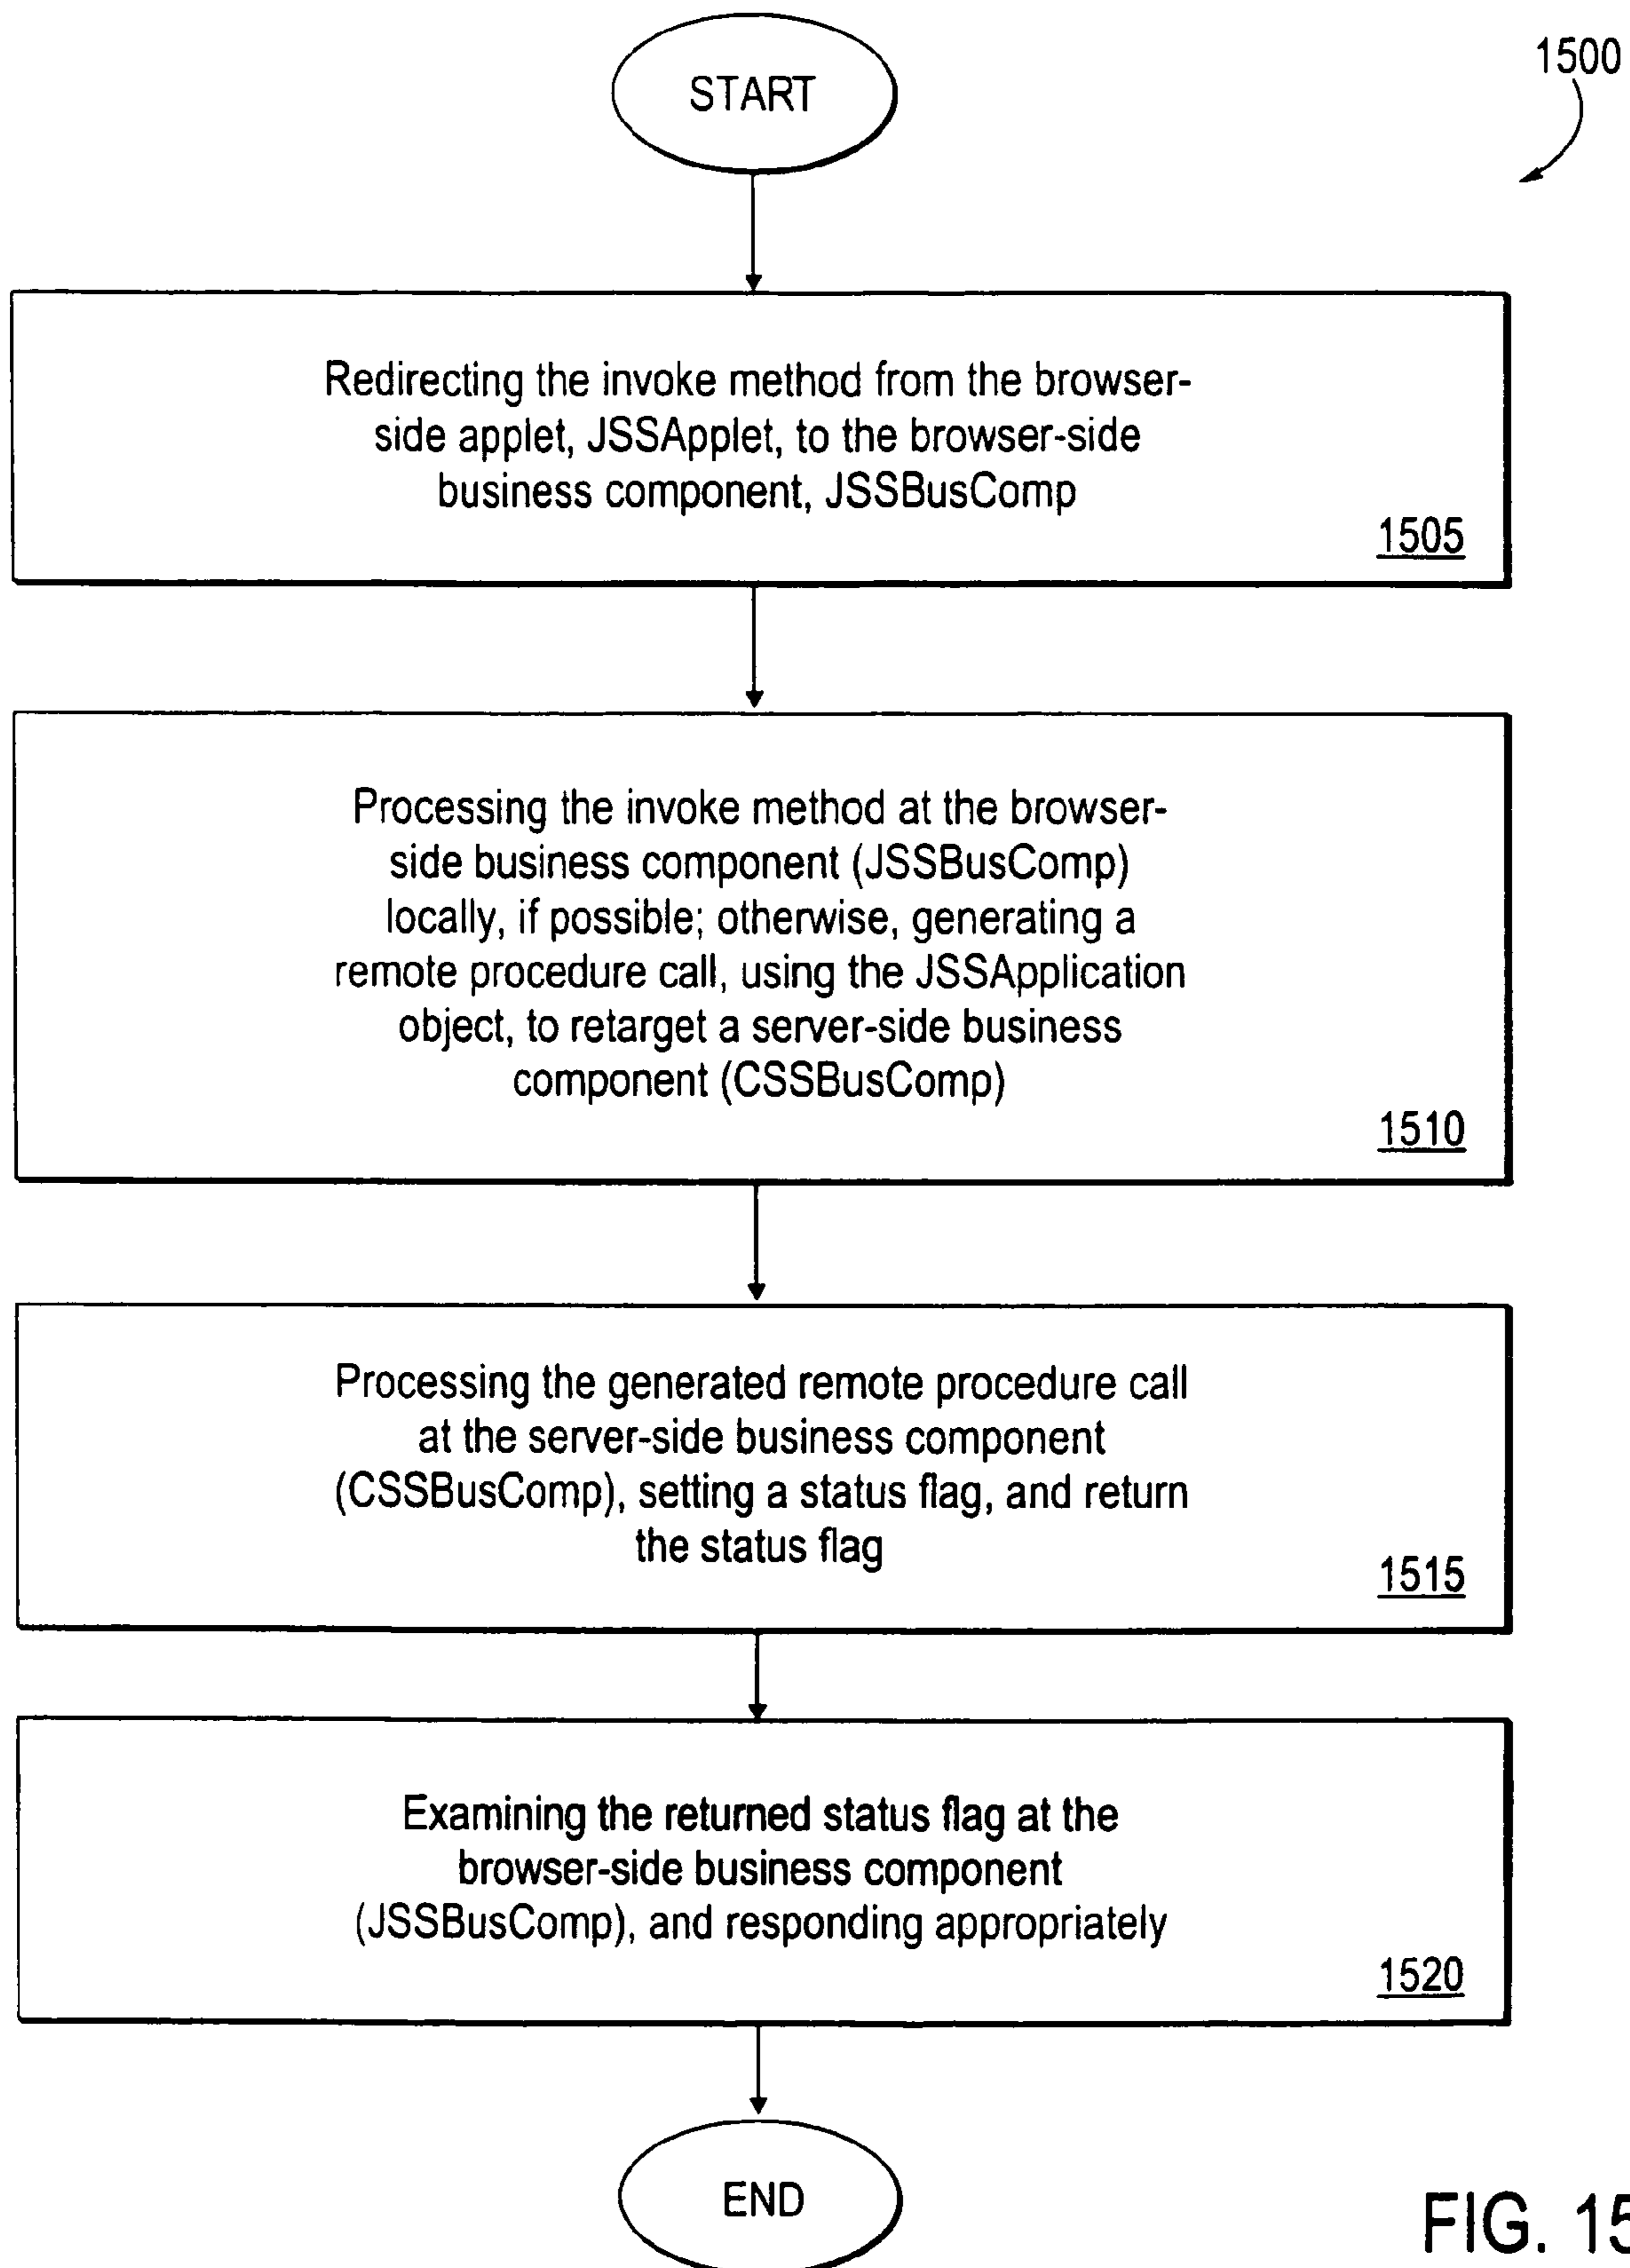 START
1500
Redirecting the invoke method from the browser-
side applet, JSSApplet, to the browser-side
business component, JSSBusComp
1505
Processing the invoke method at the browser-
side business component (JSSBusComp)
locally, if possible; otherwise, generating a
remote procedure call, using the JSSApplication
object, to retarget a server-side business
component (CSSBusComp)
1510
Processing the generated remote procedure call
at the server-side business component
(CSSBusComp), setting a status flag, and return
the status flag
1515
Examining the returned status flag at the
browser-side business component
(JSSBusComp), and responding appropriately
1520
END
FIG. 15